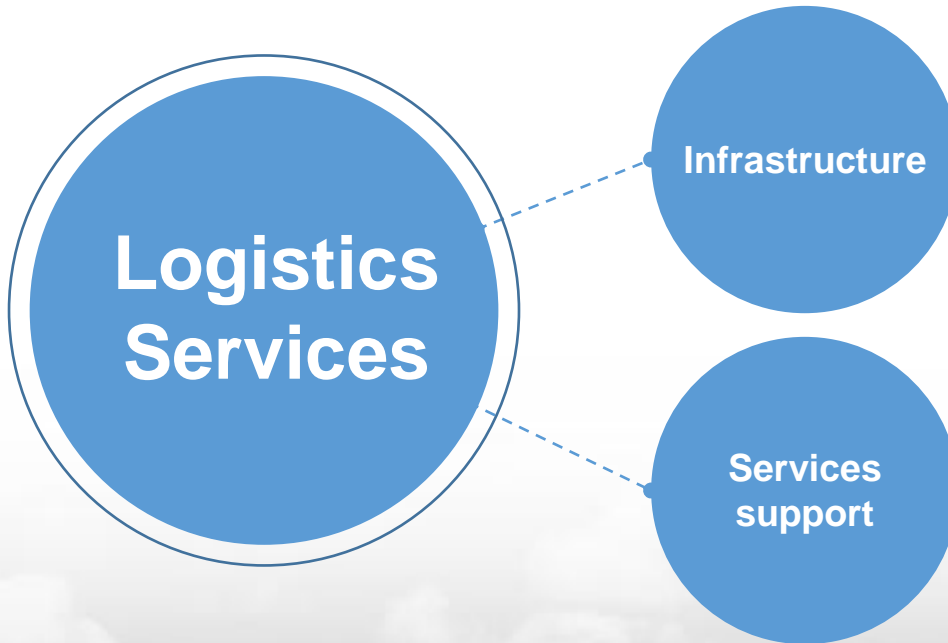 Logistics
Services
Infrastructure
Services
support